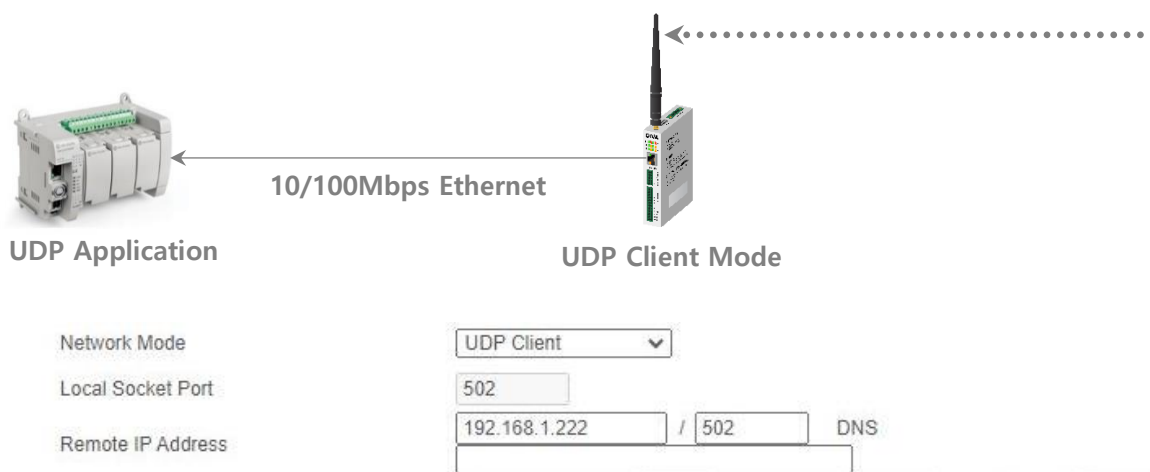 10/100Mbps Ethernet
UDP Application
UDP Client Mode
Network Mode UDP Client
Local Socket Port 502
Remote IP Address 192.168.1.222 / 502 DNS